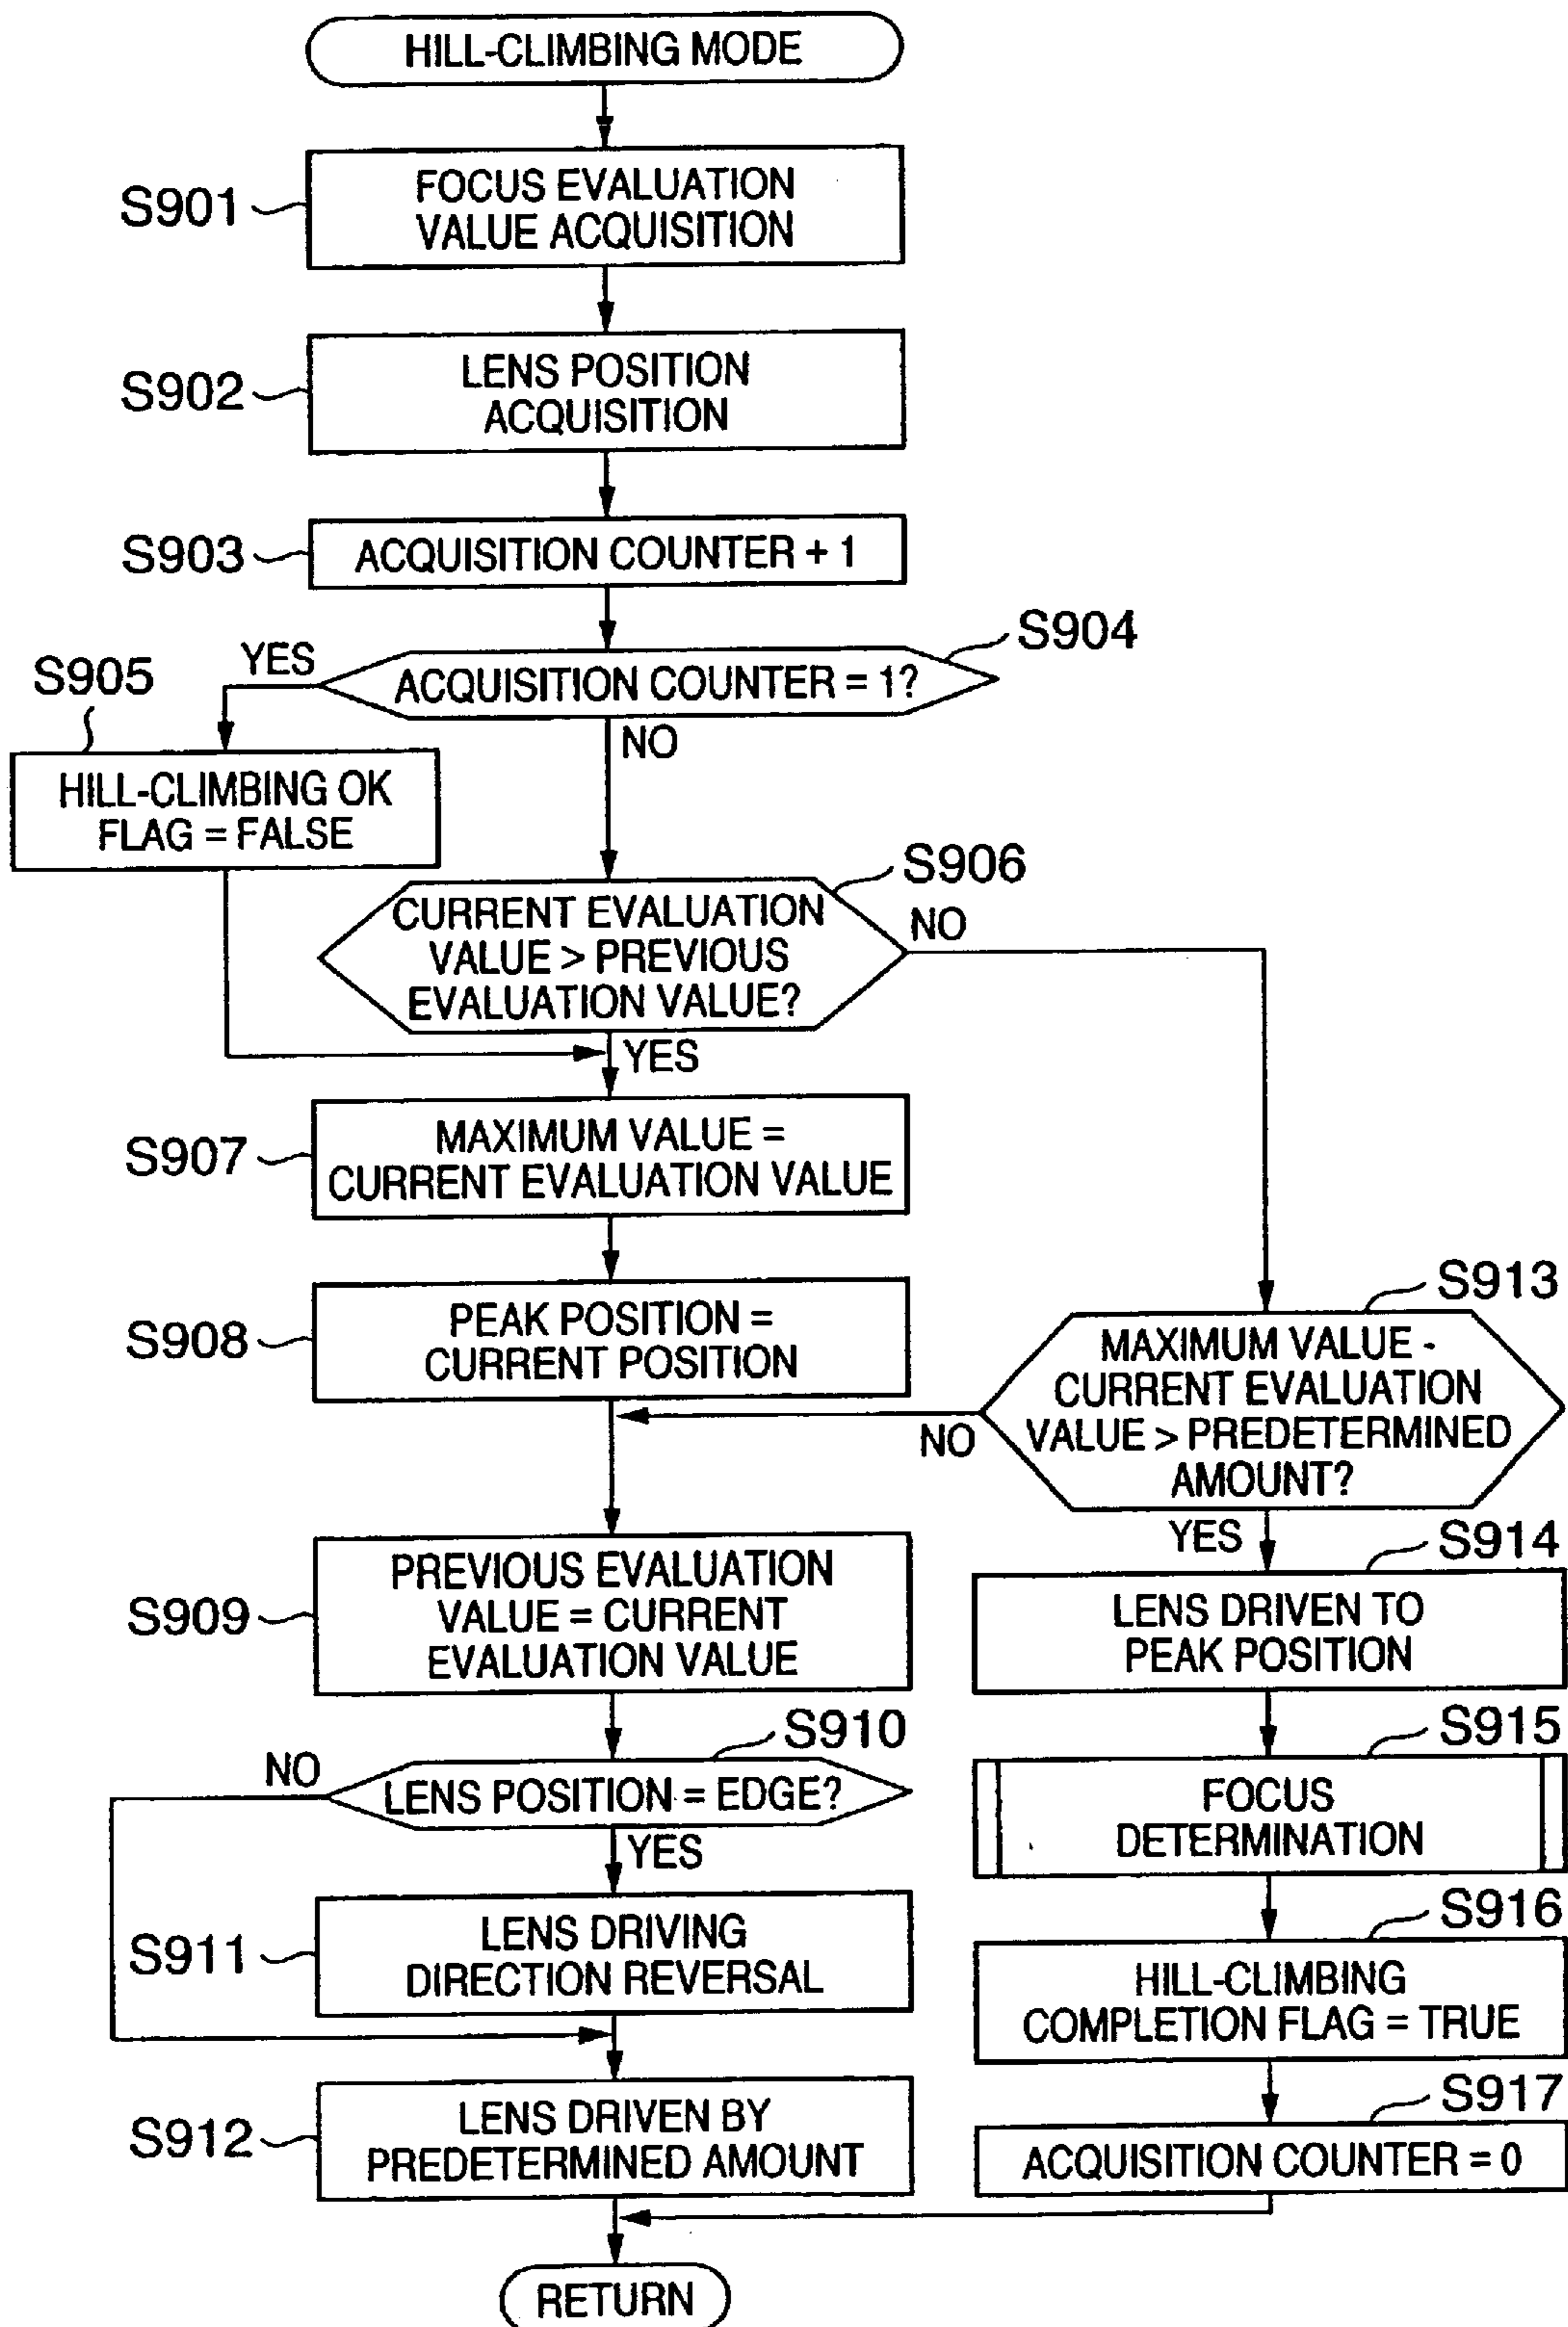 HILL-CLIMBING MODE
S901
FOCUS EVALUATION
VALUE ACQUISITION
S902
LENS POSITION
ACQUISITION
S903
ACQUISITION COUNTER + 1
S904
YES
ACQUISITION COUNTER = 1?
NO
S905
HILL-CLIMBING OK
FLAG = FALSE
S906
CURRENT EVALUATION
VALUE > PREVIOUS
EVALUATION VALUE?
NO
YES
S907
MAXIMUM VALUE =
CURRENT EVALUATION VALUE
S908
PEAK POSITION =
CURRENT POSITION
S913
MAXIMUM VALUE -
CURRENT EVALUATION
VALUE > PREDETERMINED
AMOUNT?
NO
YES
S909
PREVIOUS EVALUATION
VALUE = CURRENT
EVALUATION VALUE
S914
LENS DRIVEN TO
PEAK POSITION
S910
NO
LENS POSITION = EDGE?
YES
S915
FOCUS
DETERMINATION
S911
LENS DRIVING
DIRECTION REVERSAL
S916
HILL-CLIMBING
COMPLETION FLAG = TRUE
S912
LENS DRIVEN BY
PREDETERMINED AMOUNT
S917
ACQUISITION COUNTER = 0
RETURN